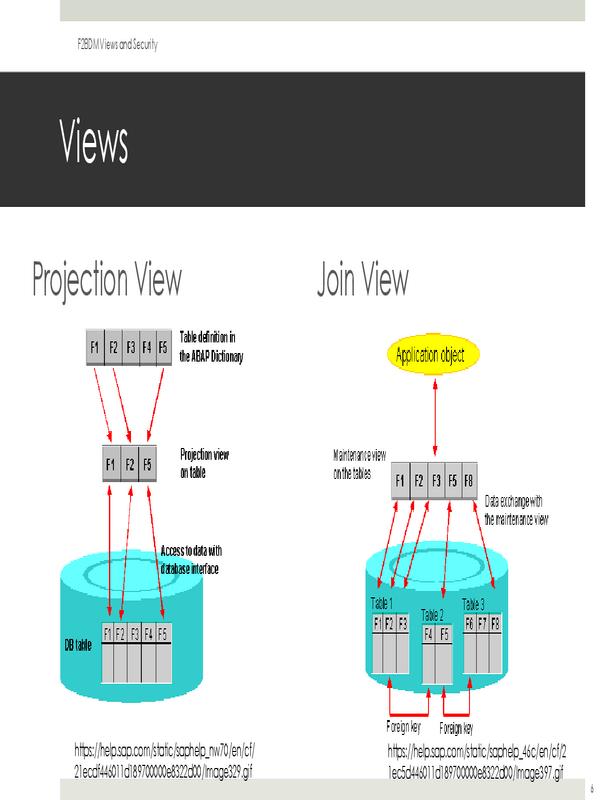 F2BDM Views and Security
Views
Projection View
F1 F2 F3 F4 F5
Table definition in
the ABAP Dictionary
F1 F2 F5
Projection view
on table
Access to data with
database interface
DB table
F1 F2 F3 F4 F5
https://help.sap.com/static/saphelp_nw70/en/cf/
21ecdf446011d189700000e8322d00/Image329.gif
Join View
Application object
Maintenance view
on the tables
F1 F2 F3 F5 F8
Data exchange with
the maintenance view
Table 1
F1 F2 F3
Table 2
F4 F5
Table 3
F6 F7 F8
Foreign key
Foreign key
https://help.sap.com/static/saphelp_46c/en/cf/2
1ec5d446011d189700000e8322d00/Image397.gif
6